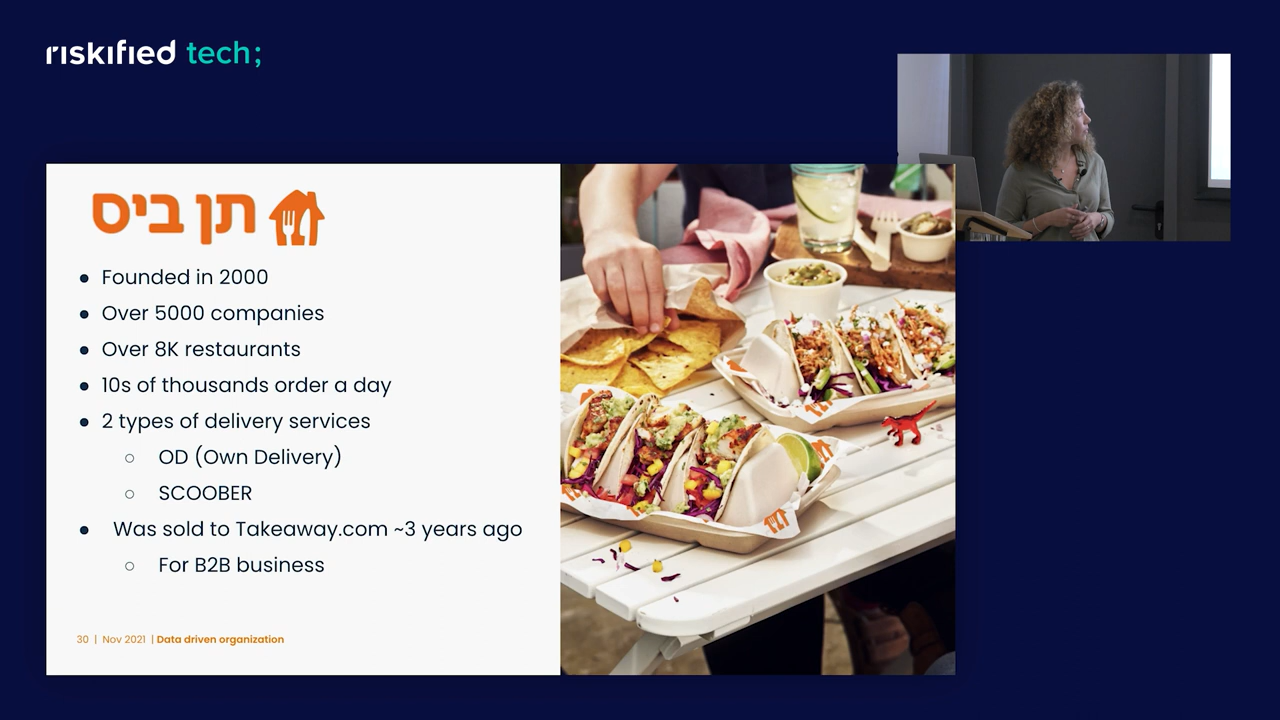 riskified tech;
תן ביס
Founded in 2000
Over 5000 companies
Over 8K restaurants
10s of thousands order a day
2 types of delivery services
OD (Own Delivery)
SCOOBER
Was sold to Takeaway.com ~3 years ago
For B2B business
30 | Nov 2021 | Data driven organization